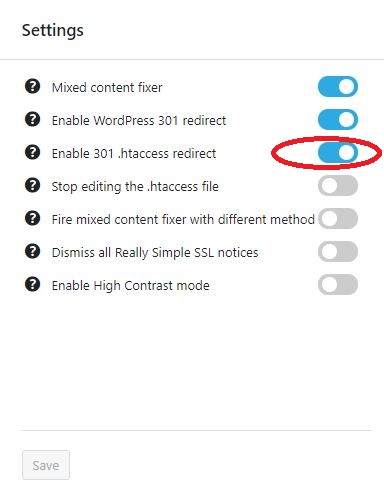 Settings
Mixed content fixer
Enable WordPress 301 redirect
Enable 301 .htaccess redirect
Stop editing the .htaccess file
Fire mixed content fixer with different method
Dismiss all Really Simple SSL notices
Enable High Contrast mode
Save